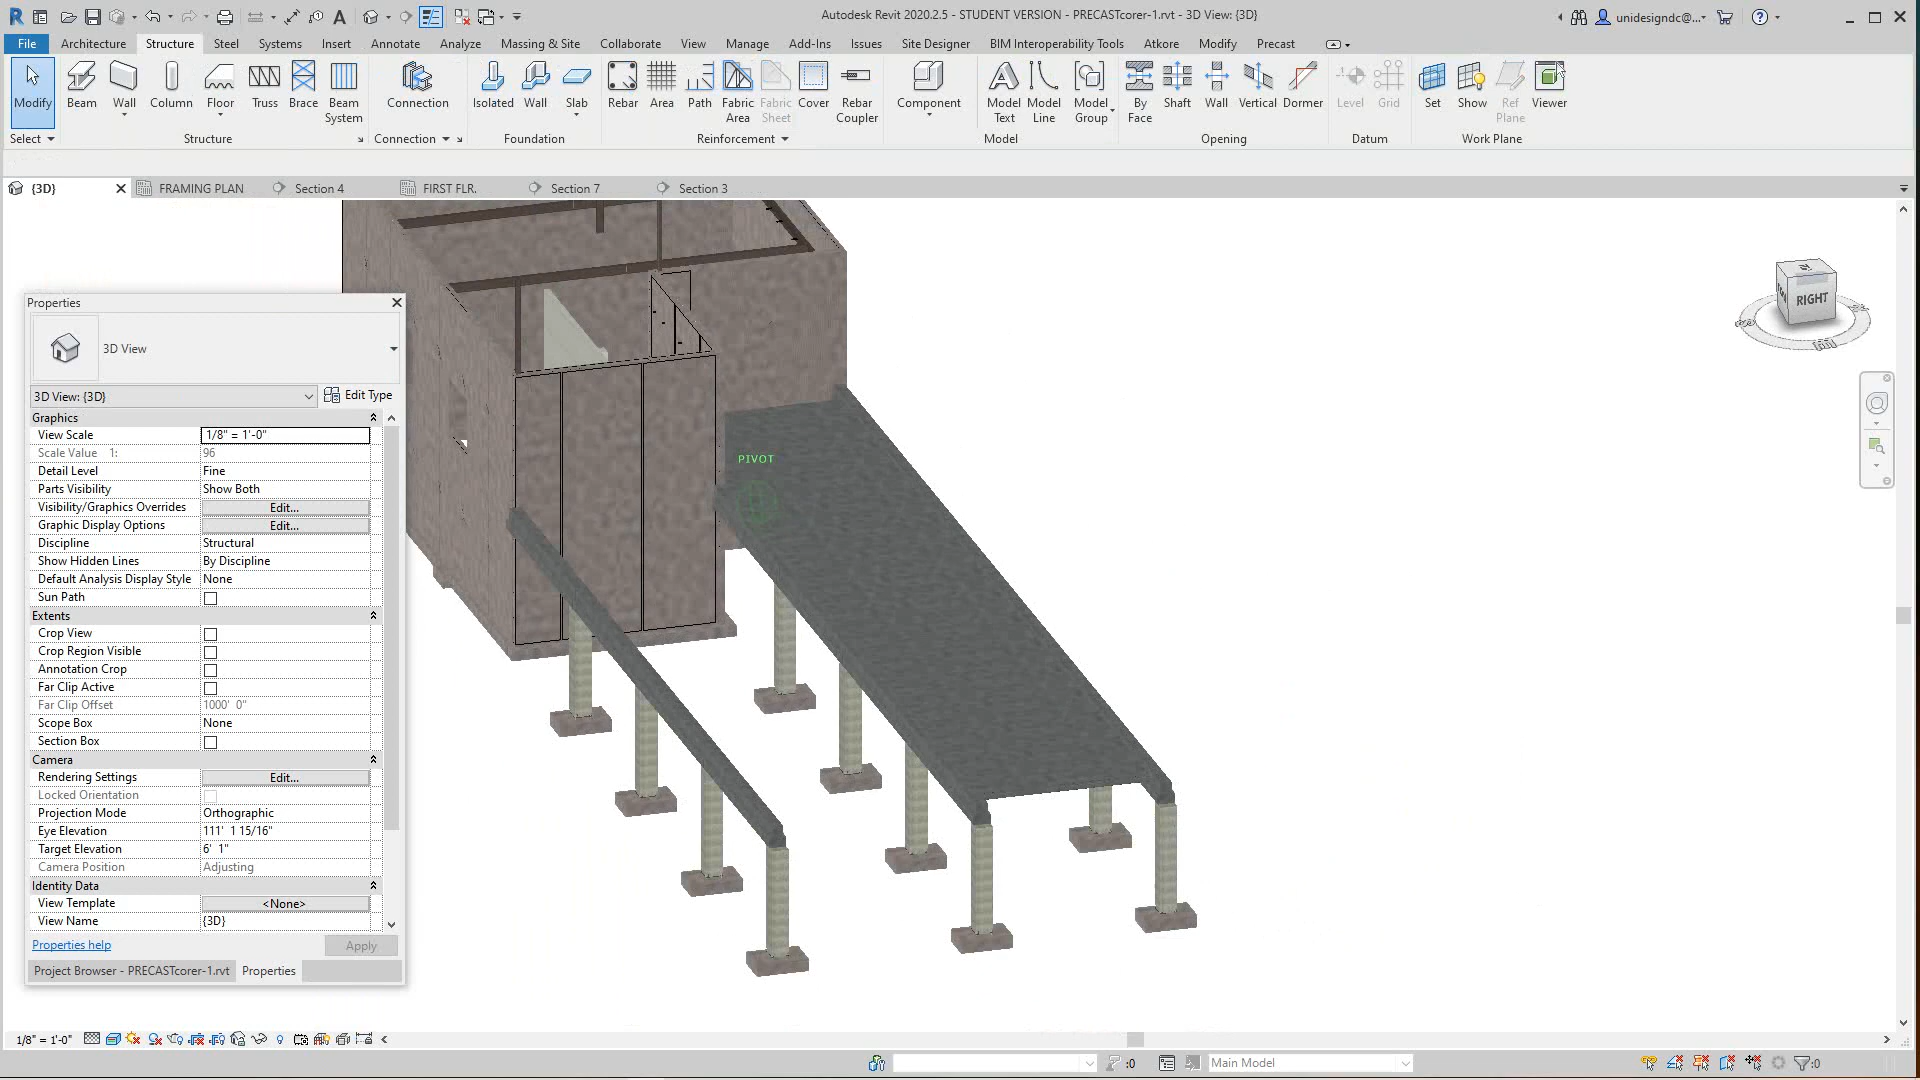 Autodesk Revit 2020.2.5 - STUDENT VERSION - PRECASTcorer-1.rvt - 3D View: {3D}
unidesigndc@...
File Architecture Structure Steel Systems Insert Annotate Analyze Massing & Site Collaborate View Manage Add-Ins Issues Site Designer BIM Interoperability Tools Atkore Modify Precast
Modify Beam Wall Column Floor Truss Brace Beam System Connection Isolated Wall Slab Rebar Area Path Fabric Area Fabric Sheet Cover Rebar Coupler Component Model Text Model Line Model Group By Face Shaft Wall Vertical Dormer Level Grid Set Show Ref Plane Viewer
Select Structure Connection Foundation Reinforcement Model Opening Datum Work Plane
{3D} FRAMING PLAN Section 4 FIRST FLR. Section 7 Section 3
RIGHT
PIVOT
Properties
3D View
3D View: {3D} Edit Type
Graphics
View Scale 1/8" = 1'-0"
Scale Value 1: 96
Detail Level Fine
Parts Visibility Show Both
Visibility/Graphics Overrides Edit...
Graphic Display Options Edit...
Discipline Structural
Show Hidden Lines By Discipline
Default Analysis Display Style None
Sun Path
Extents
Crop View
Crop Region Visible
Annotation Crop
Far Clip Active
Far Clip Offset 1000' 0"
Scope Box None
Section Box
Camera
Rendering Settings Edit...
Locked Orientation
Projection Mode Orthographic
Eye Elevation 111' 1 15/16"
Target Elevation 6' 1"
Camera Position Adjusting
Identity Data
View Template <None>
View Name {3D}
Properties help Apply
Project Browser - PRECASTcorer-1.rvt Properties
1/8" = 1'-0"
:0 Main Model :0